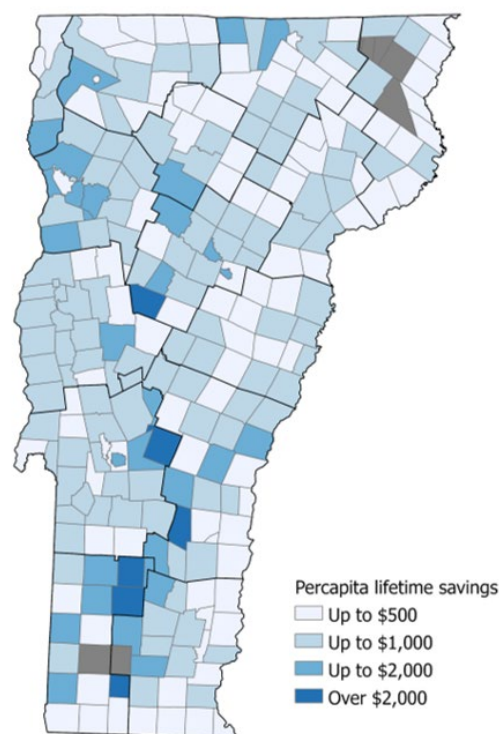 Percapita lifetime savings
Up to $500
Up to $1,000
Up to $2,000
Over $2,000